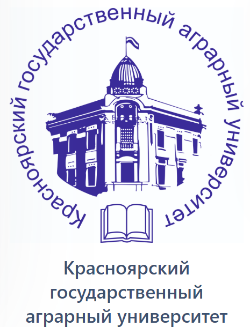 Красноярский государственный аграрный университет
Красноярский
государственный
аграрный университет